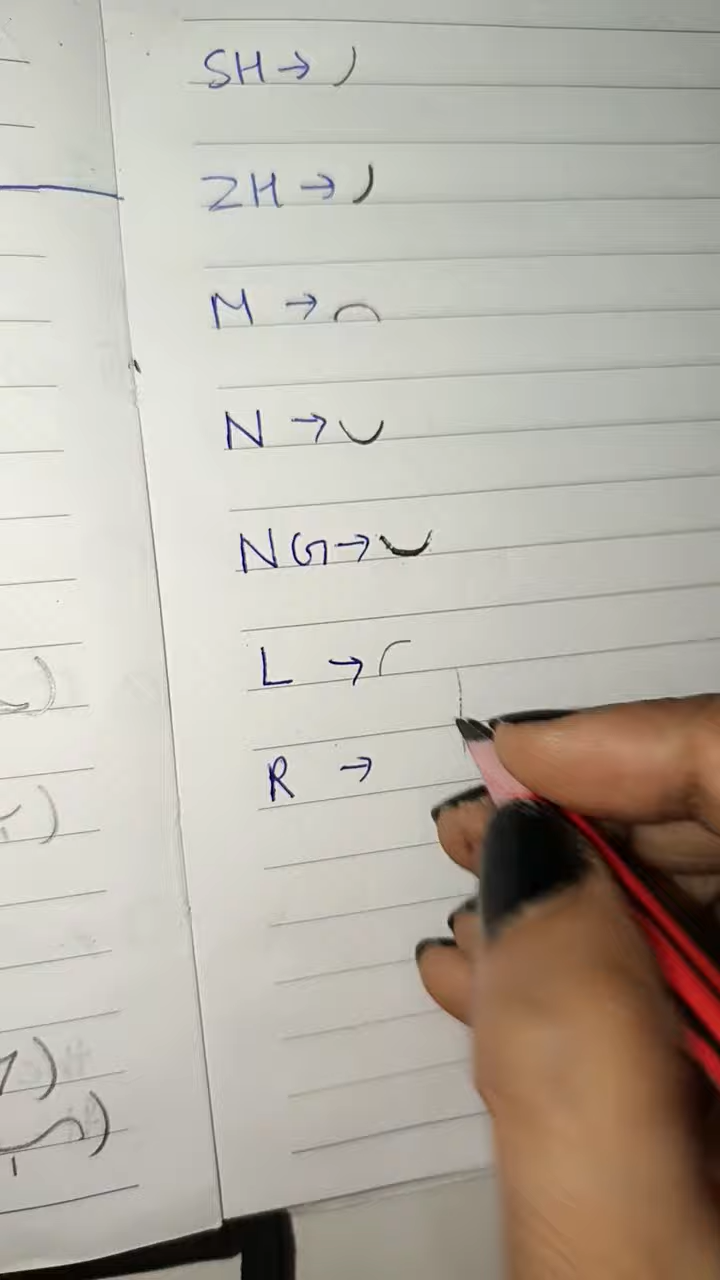 SH →
ZH →
M →
N →
NG →
L →
R →